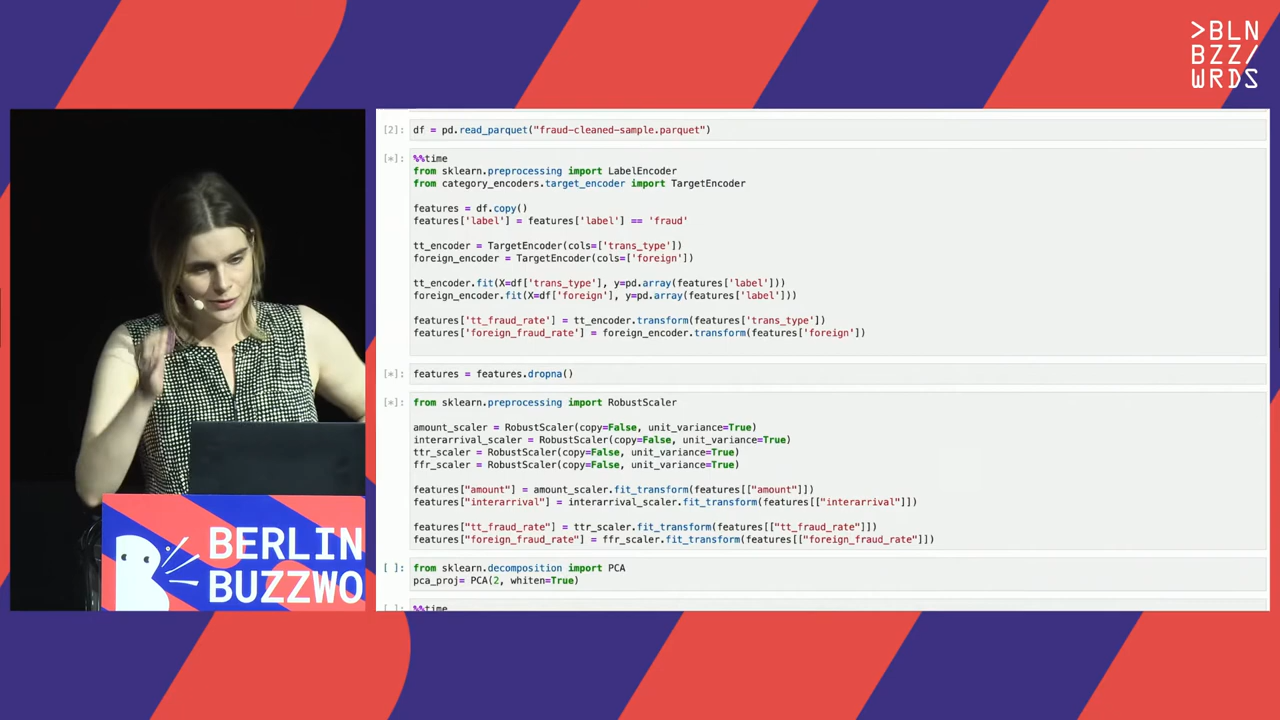 >BLN
BZZ/
WRDS
[2]: df = pd.read_parquet("fraud-cleaned-sample.parquet")
[*]: %%time
from sklearn.preprocessing import LabelEncoder
from category_encoders.target_encoder import TargetEncoder
features = df.copy()
features['label'] = features['label'] == 'fraud'
tt_encoder = TargetEncoder(cols=['trans_type'])
foreign_encoder = TargetEncoder(cols=['foreign'])
tt_encoder.fit(X=df['trans_type'], y=pd.array(features['label']))
foreign_encoder.fit(X=df['foreign'], y=pd.array(features['label']))
features['tt_fraud_rate'] = tt_encoder.transform(features['trans_type'])
features['foreign_fraud_rate'] = foreign_encoder.transform(features['foreign'])
[*]: features = features.dropna()
[*]: from sklearn.preprocessing import RobustScaler
amount_scaler = RobustScaler(copy=False, unit_variance=True)
interarrival_scaler = RobustScaler(copy=False, unit_variance=True)
ttr_scaler = RobustScaler(copy=False, unit_variance=True)
ffr_scaler = RobustScaler(copy=False, unit_variance=True)
features["amount"] = amount_scaler.fit_transform(features[["amount"]])
features["interarrival"] = interarrival_scaler.fit_transform(features[["interarrival"]])
features["tt_fraud_rate"] = ttr_scaler.fit_transform(features[["tt_fraud_rate"]])
features["foreign_fraud_rate"] = ffr_scaler.fit_transform(features[["foreign_fraud_rate"]])
[ ]: from sklearn.decomposition import PCA
pca_proj= PCA(2, whiten=True)
[ ]: %%time
BERLIN
BUZZWO